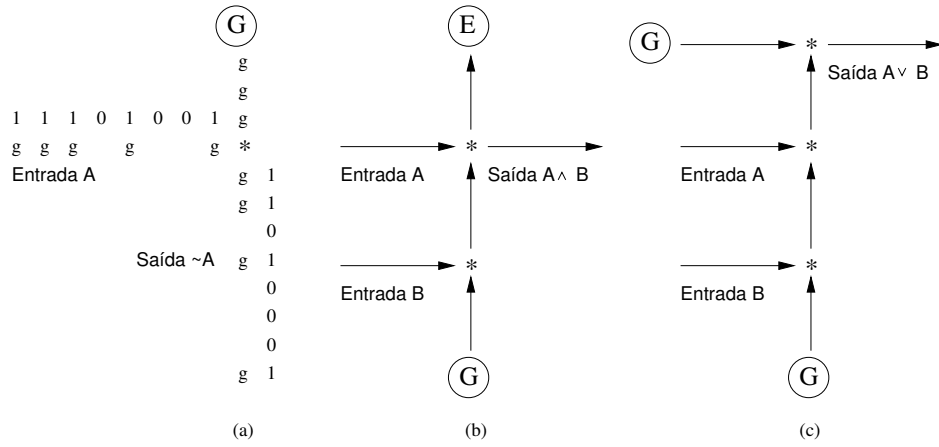 G
g
g
1 1 1 0 1 0 0 1 g
g g g g g *
Entrada A
g 1
g 1
0
Saída ~A g 1
0
0
0
g 1
(a)
E
* 
Entrada A Saída A ∧ B
*
Entrada B
G
(b)
G *
Saída A ∨ B
*
Entrada A
*
Entrada B
G
(c)